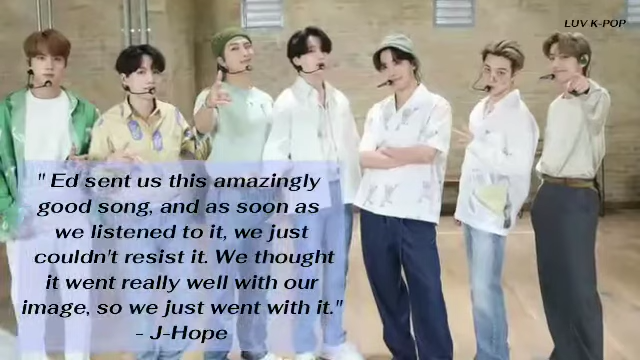 LUV K-POP
" Ed sent us this amazingly
good song, and as soon as
we listened to it, we just
couldn't resist it. We thought
it went really well with our
image, so we just went with it."
- J-Hope